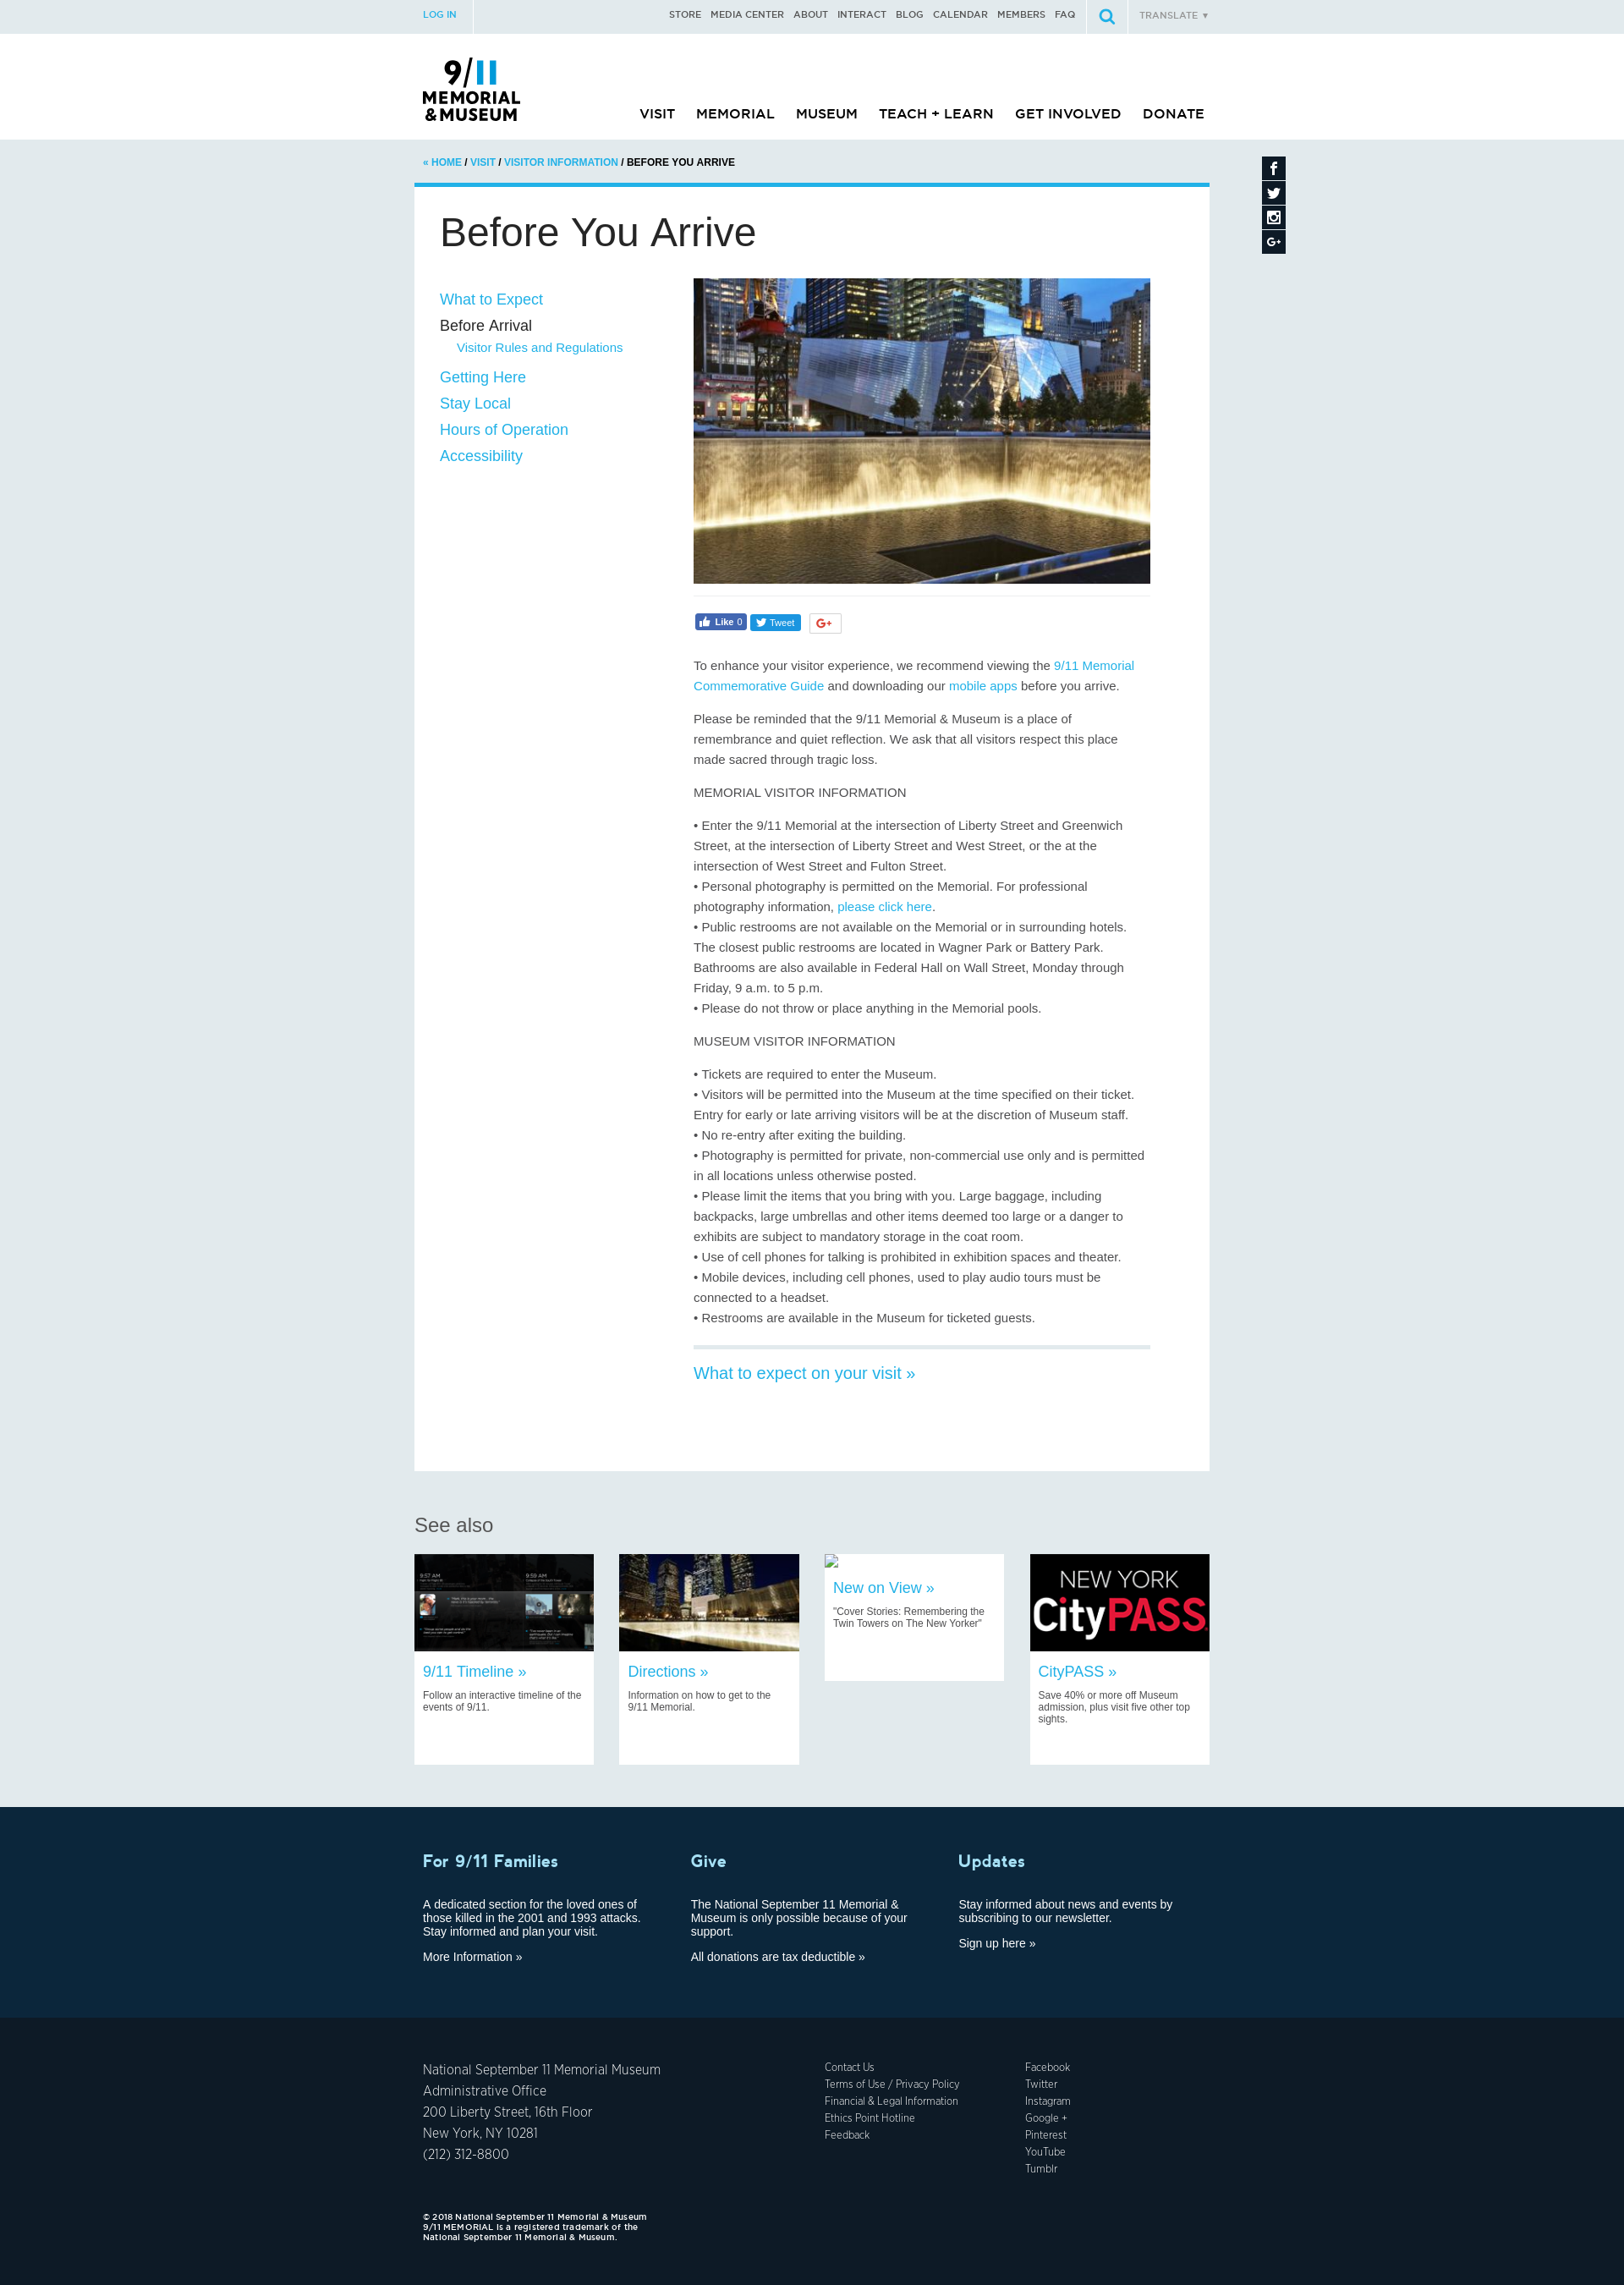 LOG IN
STORE MEDIA CENTER ABOUT INTERACT BLOG CALENDAR MEMBERS FAQ
TRANSLATE ▼
9/11
MEMORIAL
& MUSEUM
VISIT MEMORIAL MUSEUM TEACH + LEARN GET INVOLVED DONATE
« HOME / VISIT / VISITOR INFORMATION / BEFORE YOU ARRIVE
Before You Arrive
What to Expect
Before Arrival
Visitor Rules and Regulations
Getting Here
Stay Local
Hours of Operation
Accessibility
Like 0
Tweet
G+
To enhance your visitor experience, we recommend viewing the 9/11 Memorial
Commemorative Guide and downloading our mobile apps before you arrive.
Please be reminded that the 9/11 Memorial & Museum is a place of
remembrance and quiet reflection. We ask that all visitors respect this place
made sacred through tragic loss.
MEMORIAL VISITOR INFORMATION
• Enter the 9/11 Memorial at the intersection of Liberty Street and Greenwich
Street, at the intersection of Liberty Street and West Street, or the at the
intersection of West Street and Fulton Street.
• Personal photography is permitted on the Memorial. For professional
photography information, please click here.
• Public restrooms are not available on the Memorial or in surrounding hotels.
The closest public restrooms are located in Wagner Park or Battery Park.
Bathrooms are also available in Federal Hall on Wall Street, Monday through
Friday, 9 a.m. to 5 p.m.
• Please do not throw or place anything in the Memorial pools.
MUSEUM VISITOR INFORMATION
• Tickets are required to enter the Museum.
• Visitors will be permitted into the Museum at the time specified on their ticket.
Entry for early or late arriving visitors will be at the discretion of Museum staff.
• No re-entry after exiting the building.
• Photography is permitted for private, non-commercial use only and is permitted
in all locations unless otherwise posted.
• Please limit the items that you bring with you. Large baggage, including
backpacks, large umbrellas and other items deemed too large or a danger to
exhibits are subject to mandatory storage in the coat room.
• Use of cell phones for talking is prohibited in exhibition spaces and theater.
• Mobile devices, including cell phones, used to play audio tours must be
connected to a headset.
• Restrooms are available in the Museum for ticketed guests.
What to expect on your visit »
See also
9:57 AM
9:59 AM
9/11 Timeline »
Follow an interactive timeline of the
events of 9/11.
Directions »
Information on how to get to the
9/11 Memorial.
New on View »
"Cover Stories: Remembering the
Twin Towers on The New Yorker"
NEW YORK
CityPASS
CityPASS »
Save 40% or more off Museum
admission, plus visit five other top
sights.
For 9/11 Families
A dedicated section for the loved ones of
those killed in the 2001 and 1993 attacks.
Stay informed and plan your visit.
More Information »
Give
The National September 11 Memorial &
Museum is only possible because of your
support.
All donations are tax deductible »
Updates
Stay informed about news and events by
subscribing to our newsletter.
Sign up here »
National September 11 Memorial Museum
Administrative Office
200 Liberty Street, 16th Floor
New York, NY 10281
(212) 312-8800
Contact Us
Terms of Use / Privacy Policy
Financial & Legal Information
Ethics Point Hotline
Feedback
Facebook
Twitter
Instagram
Google +
Pinterest
YouTube
Tumblr
© 2018 National September 11 Memorial & Museum
9/11 MEMORIAL is a registered trademark of the
National September 11 Memorial & Museum.